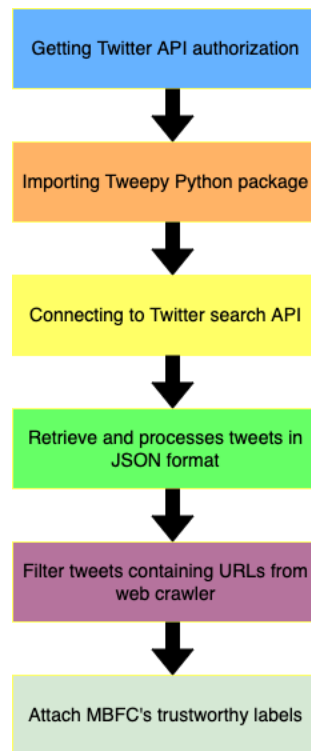 Getting Twitter API authorization
Importing Tweepy Python package
Connecting to Twitter search API
Retrieve and processes tweets in
JSON format
Filter tweets containing URLs from
web crawler
Attach MBFC's trustworthy labels